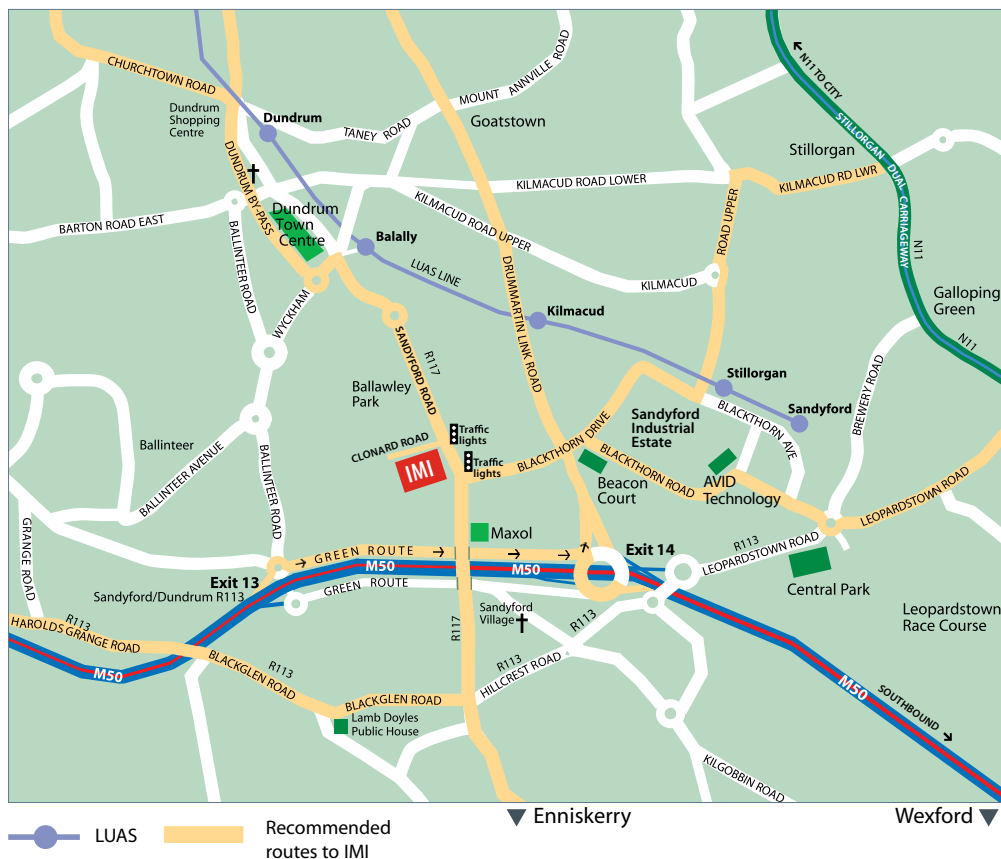 CHURCHTOWN ROAD
MOUNT ANNVILLE ROAD
N11 TO CITY
Dundrum
Shopping
Centre
Dundrum
TANEY ROAD
Goatstown
STILLORGAN DUAL CARRIAGEWAY
Stillorgan
DUNDRUM BY-PASS
KILMACUD ROAD LOWER
KILMACUD RD LWR
BARTON ROAD EAST
Dundrum
Town
Centre
KILMACUD ROAD UPPER
ROAD UPPER
BALLINTEER ROAD
Balally
LUAS LINE
DRUMMARTIN LINK ROAD
KILMACUD
N11
Galloping
Green
WYCKHAM
Kilmacud
N11
SANDYFORD ROAD
R117
Ballawley
Park
Stillorgan
BREWERY ROAD
Sandyford
BLACKTHORN AVE
Sandyford
Industrial
Estate
Ballinteer
BALLINTEER AVENUE
BALLINTEER ROAD
CLONARD ROAD
Traffic
lights
Traffic
lights
IMI
BLACKTHORN DRIVE
BLACKTHORN ROAD
Beacon
Court
AVID
Technology
LEOPARDSTOWN ROAD
GRANGE ROAD
Maxol
GREEN ROUTE
Exit 14
R113
LEOPARDSTOWN ROAD
M50
M50
Exit 13
Sandyford/Dundrum R113
GREEN ROUTE
Central Park
Sandyford
Village
R113
R113
HAROLDS GRANGE ROAD
R117
Leopardstown
Race Course
M50
R113
BLACKGLEN ROAD
R113
HILLCREST ROAD
BLACKGLEN ROAD
M50
SOUTHBOUND
Lamb Doyles
Public House
KILGOBBIN ROAD
Enniskerry
Wexford
LUAS
Recommended
routes to IMI